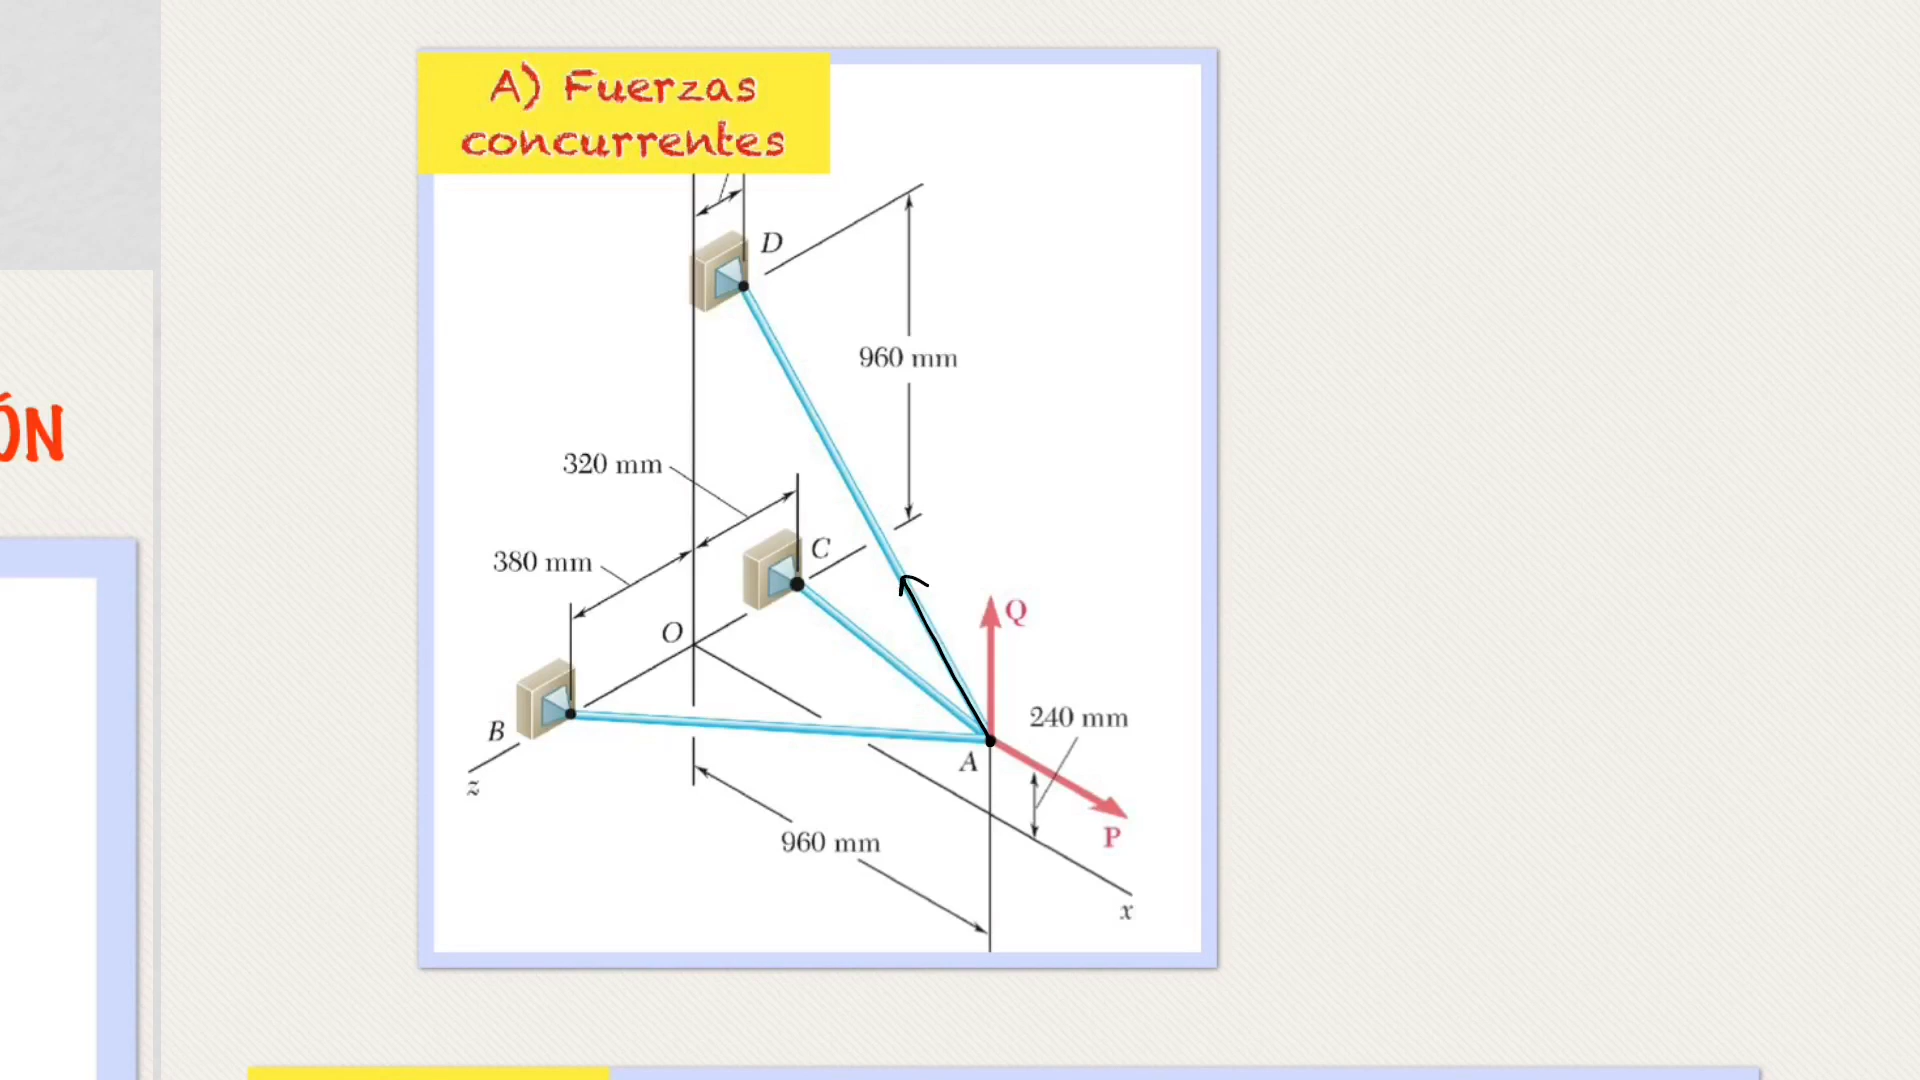 A) Fuerzas
concurrentes
D
960 mm
320 mm
C
380 mm
O
Q
B
240 mm
A
z
P
960 mm
x
ÓN